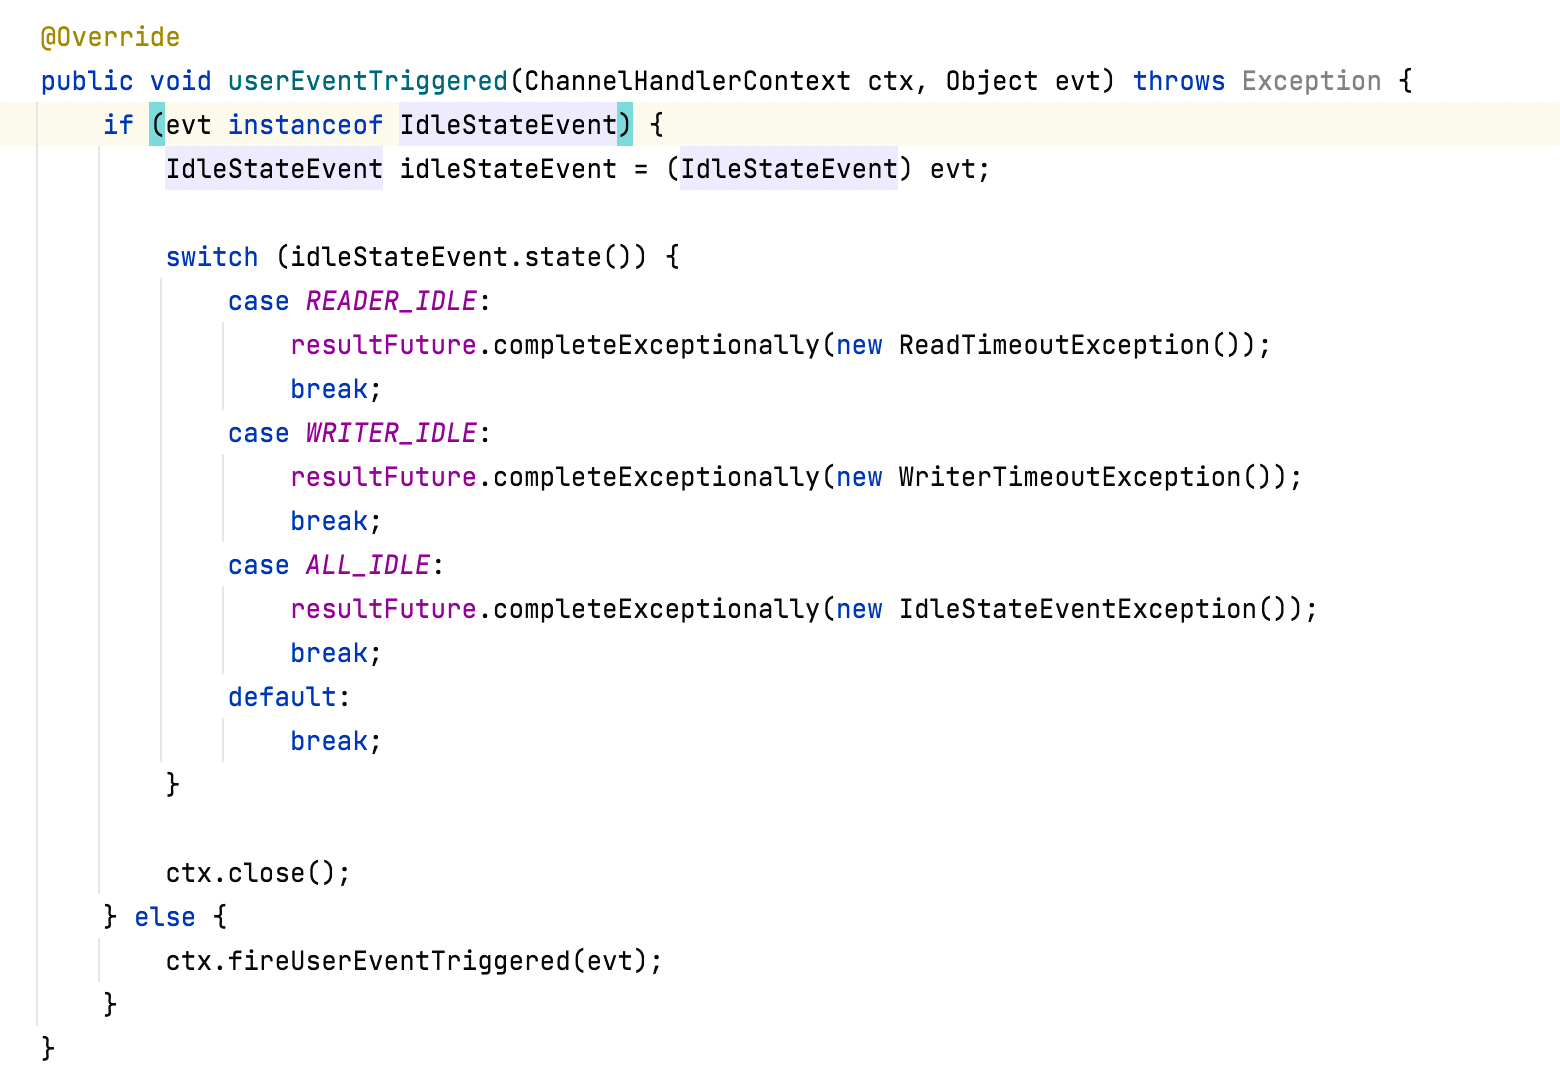 @Override
public void userEventTriggered(ChannelHandlerContext ctx, Object evt) throws Exception {
    if (evt instanceof IdleStateEvent) {
        IdleStateEvent idleStateEvent = (IdleStateEvent) evt;

        switch (idleStateEvent.state()) {
            case READER_IDLE:
                resultFuture.completeExceptionally(new ReadTimeoutException());
                break;
            case WRITER_IDLE:
                resultFuture.completeExceptionally(new WriterTimeoutException());
                break;
            case ALL_IDLE:
                resultFuture.completeExceptionally(new IdleStateEventException());
                break;
            default:
                break;
        }

        ctx.close();
    } else {
        ctx.fireUserEventTriggered(evt);
    }
}